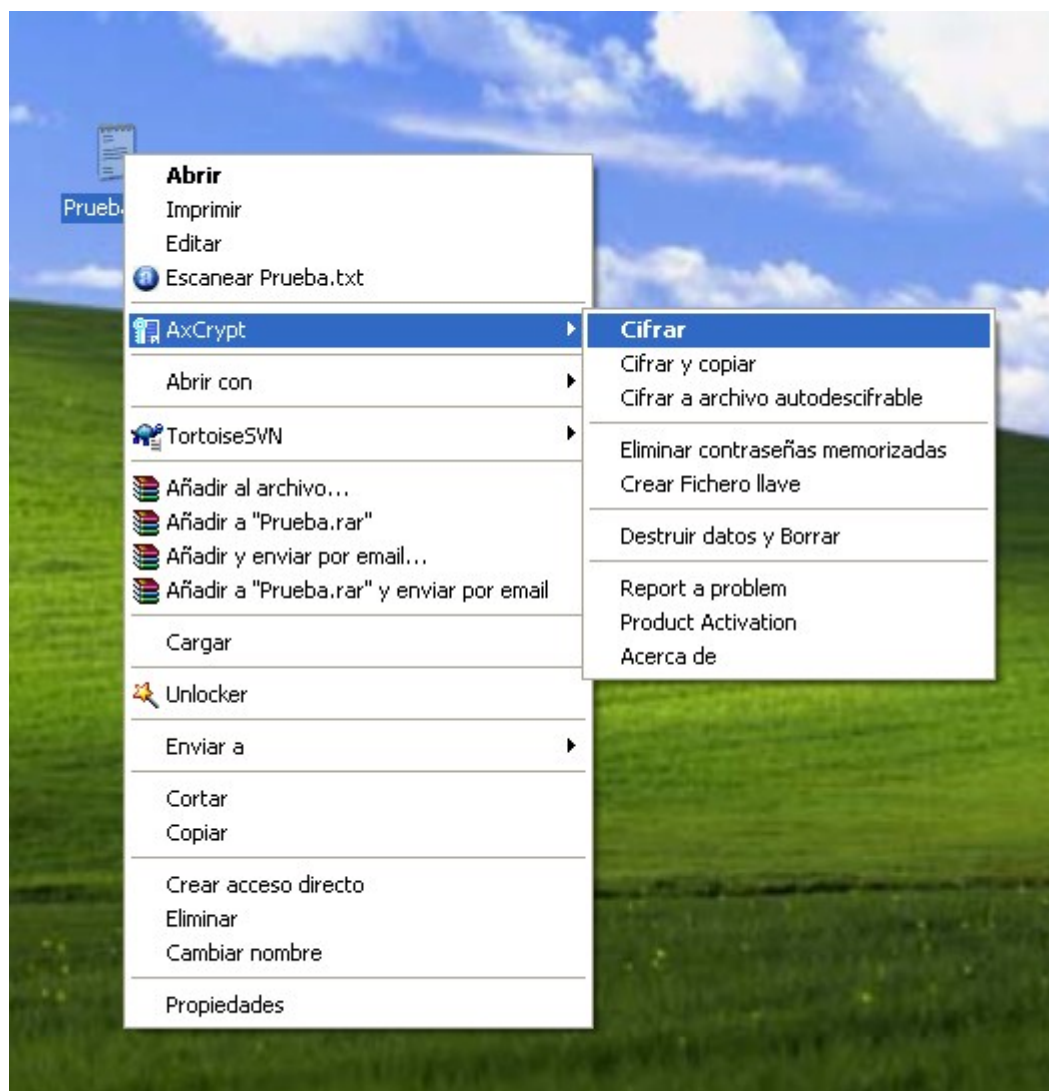 Prueb
Abrir
Imprimir
Editar
Escanear Prueba.txt
AxCrypt
Abrir con
TortoiseSVN
Añadir al archivo...
Añadir a "Prueba.rar"
Añadir y enviar por email...
Añadir a "Prueba.rar" y enviar por email
Cargar
Unlocker
Enviar a
Cortar
Copiar
Crear acceso directo
Eliminar
Cambiar nombre
Propiedades
Cifrar
Cifrar y copiar
Cifrar a archivo autodescifrable
Eliminar contraseñas memorizadas
Crear Fichero llave
Destruir datos y Borrar
Report a problem
Product Activation
Acerca de